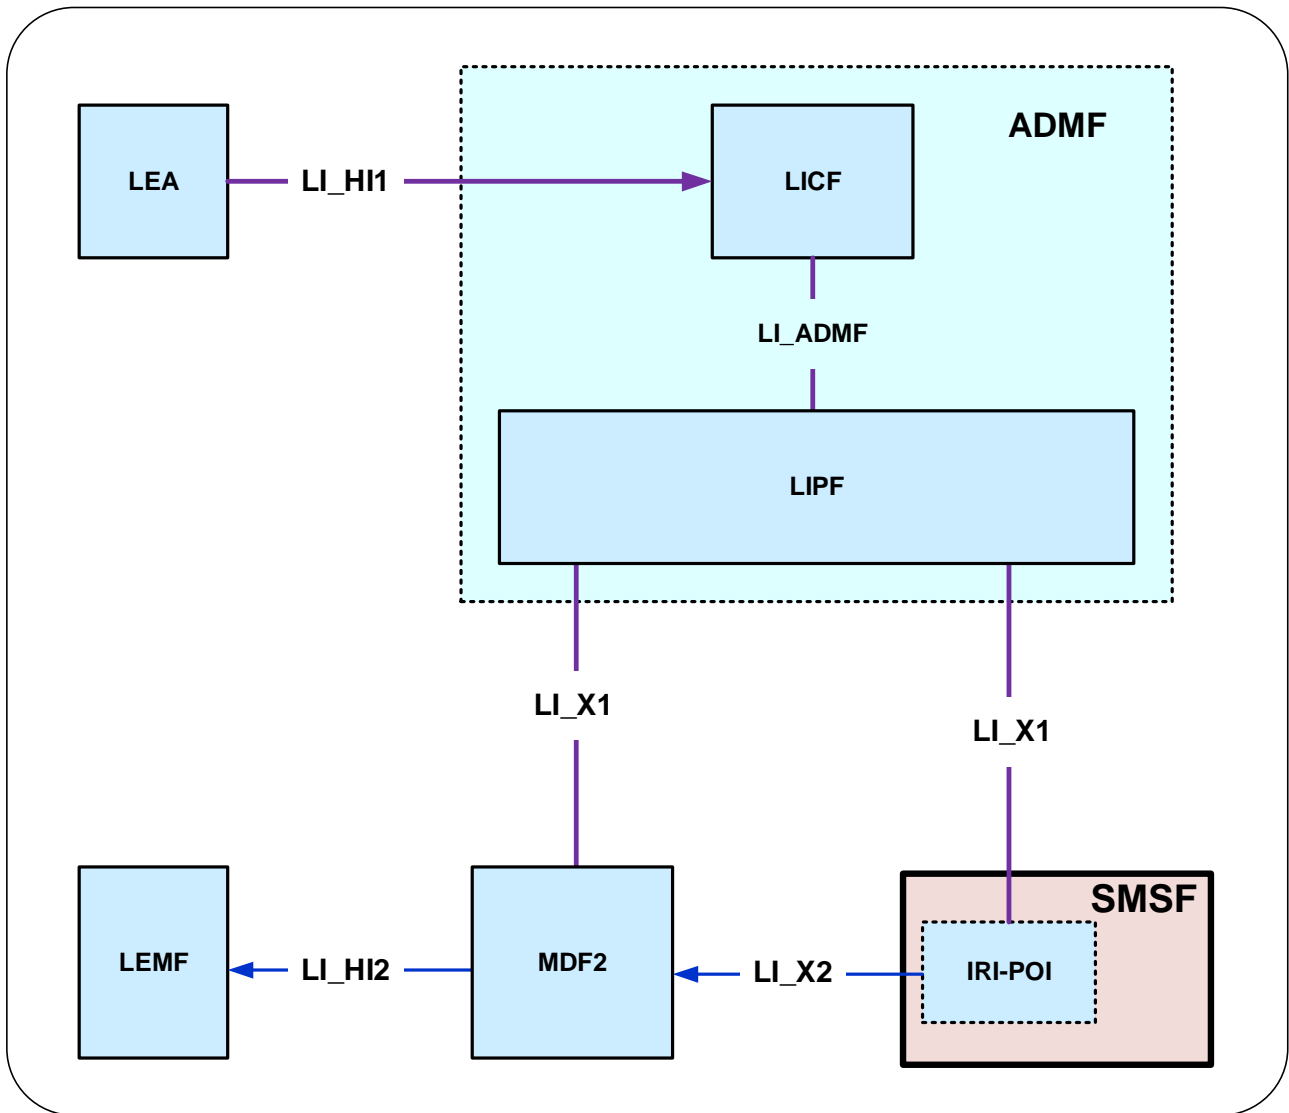 ADMF
LEA
LI_HI1
LICF
LI_ADMF
LIPF
LI_X1
LI_X1
SMSF
LEMF
LI_HI2
MDF2
LI_X2
IRI-POI